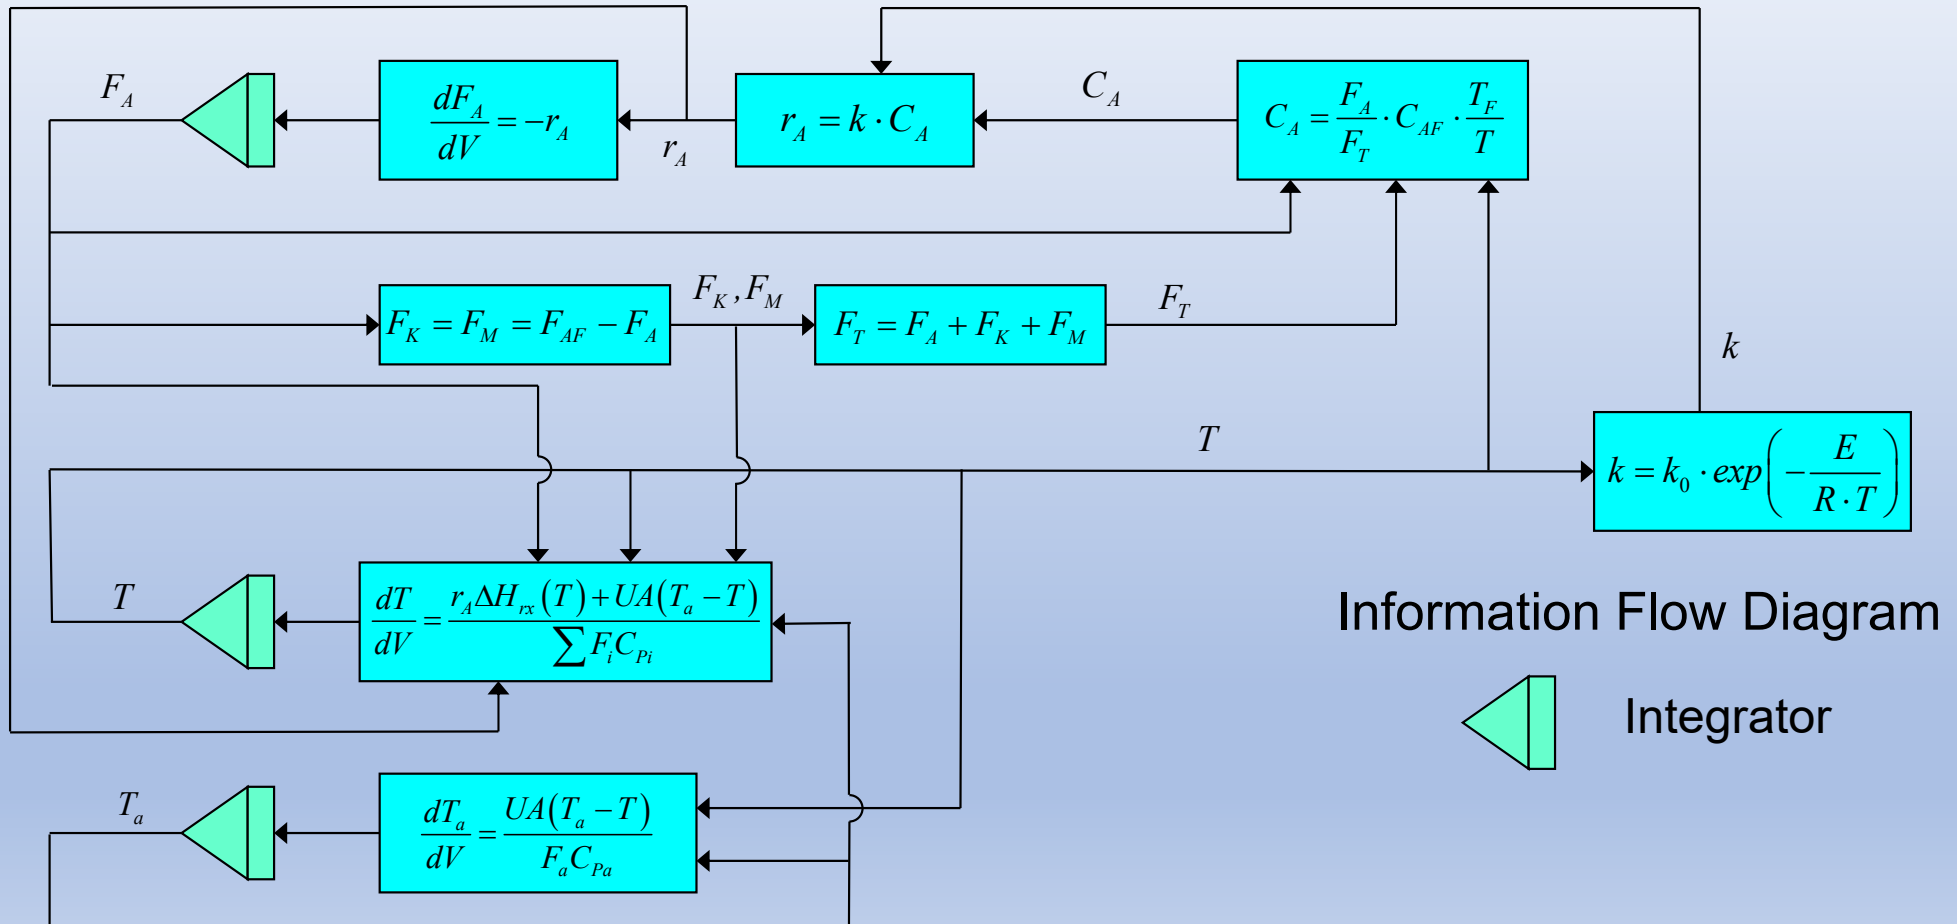 F_A
dF_A/dV = -r_A
r_A
r_A = k · C_A
C_A
C_A = F_A/F_T · C_AF · T_F/T
F_K = F_M = F_AF - F_A
F_K, F_M
F_T = F_A + F_K + F_M
F_T
k
T
k = k_0 · exp(-E/(R · T))
T
dT/dV = (r_A ΔH_rx(T) + UA(T_a - T))/(∑ F_i C_Pi)
Information Flow Diagram
Integrator
T_a
dT_a/dV = UA(T_a - T)/(F_a C_Pa)